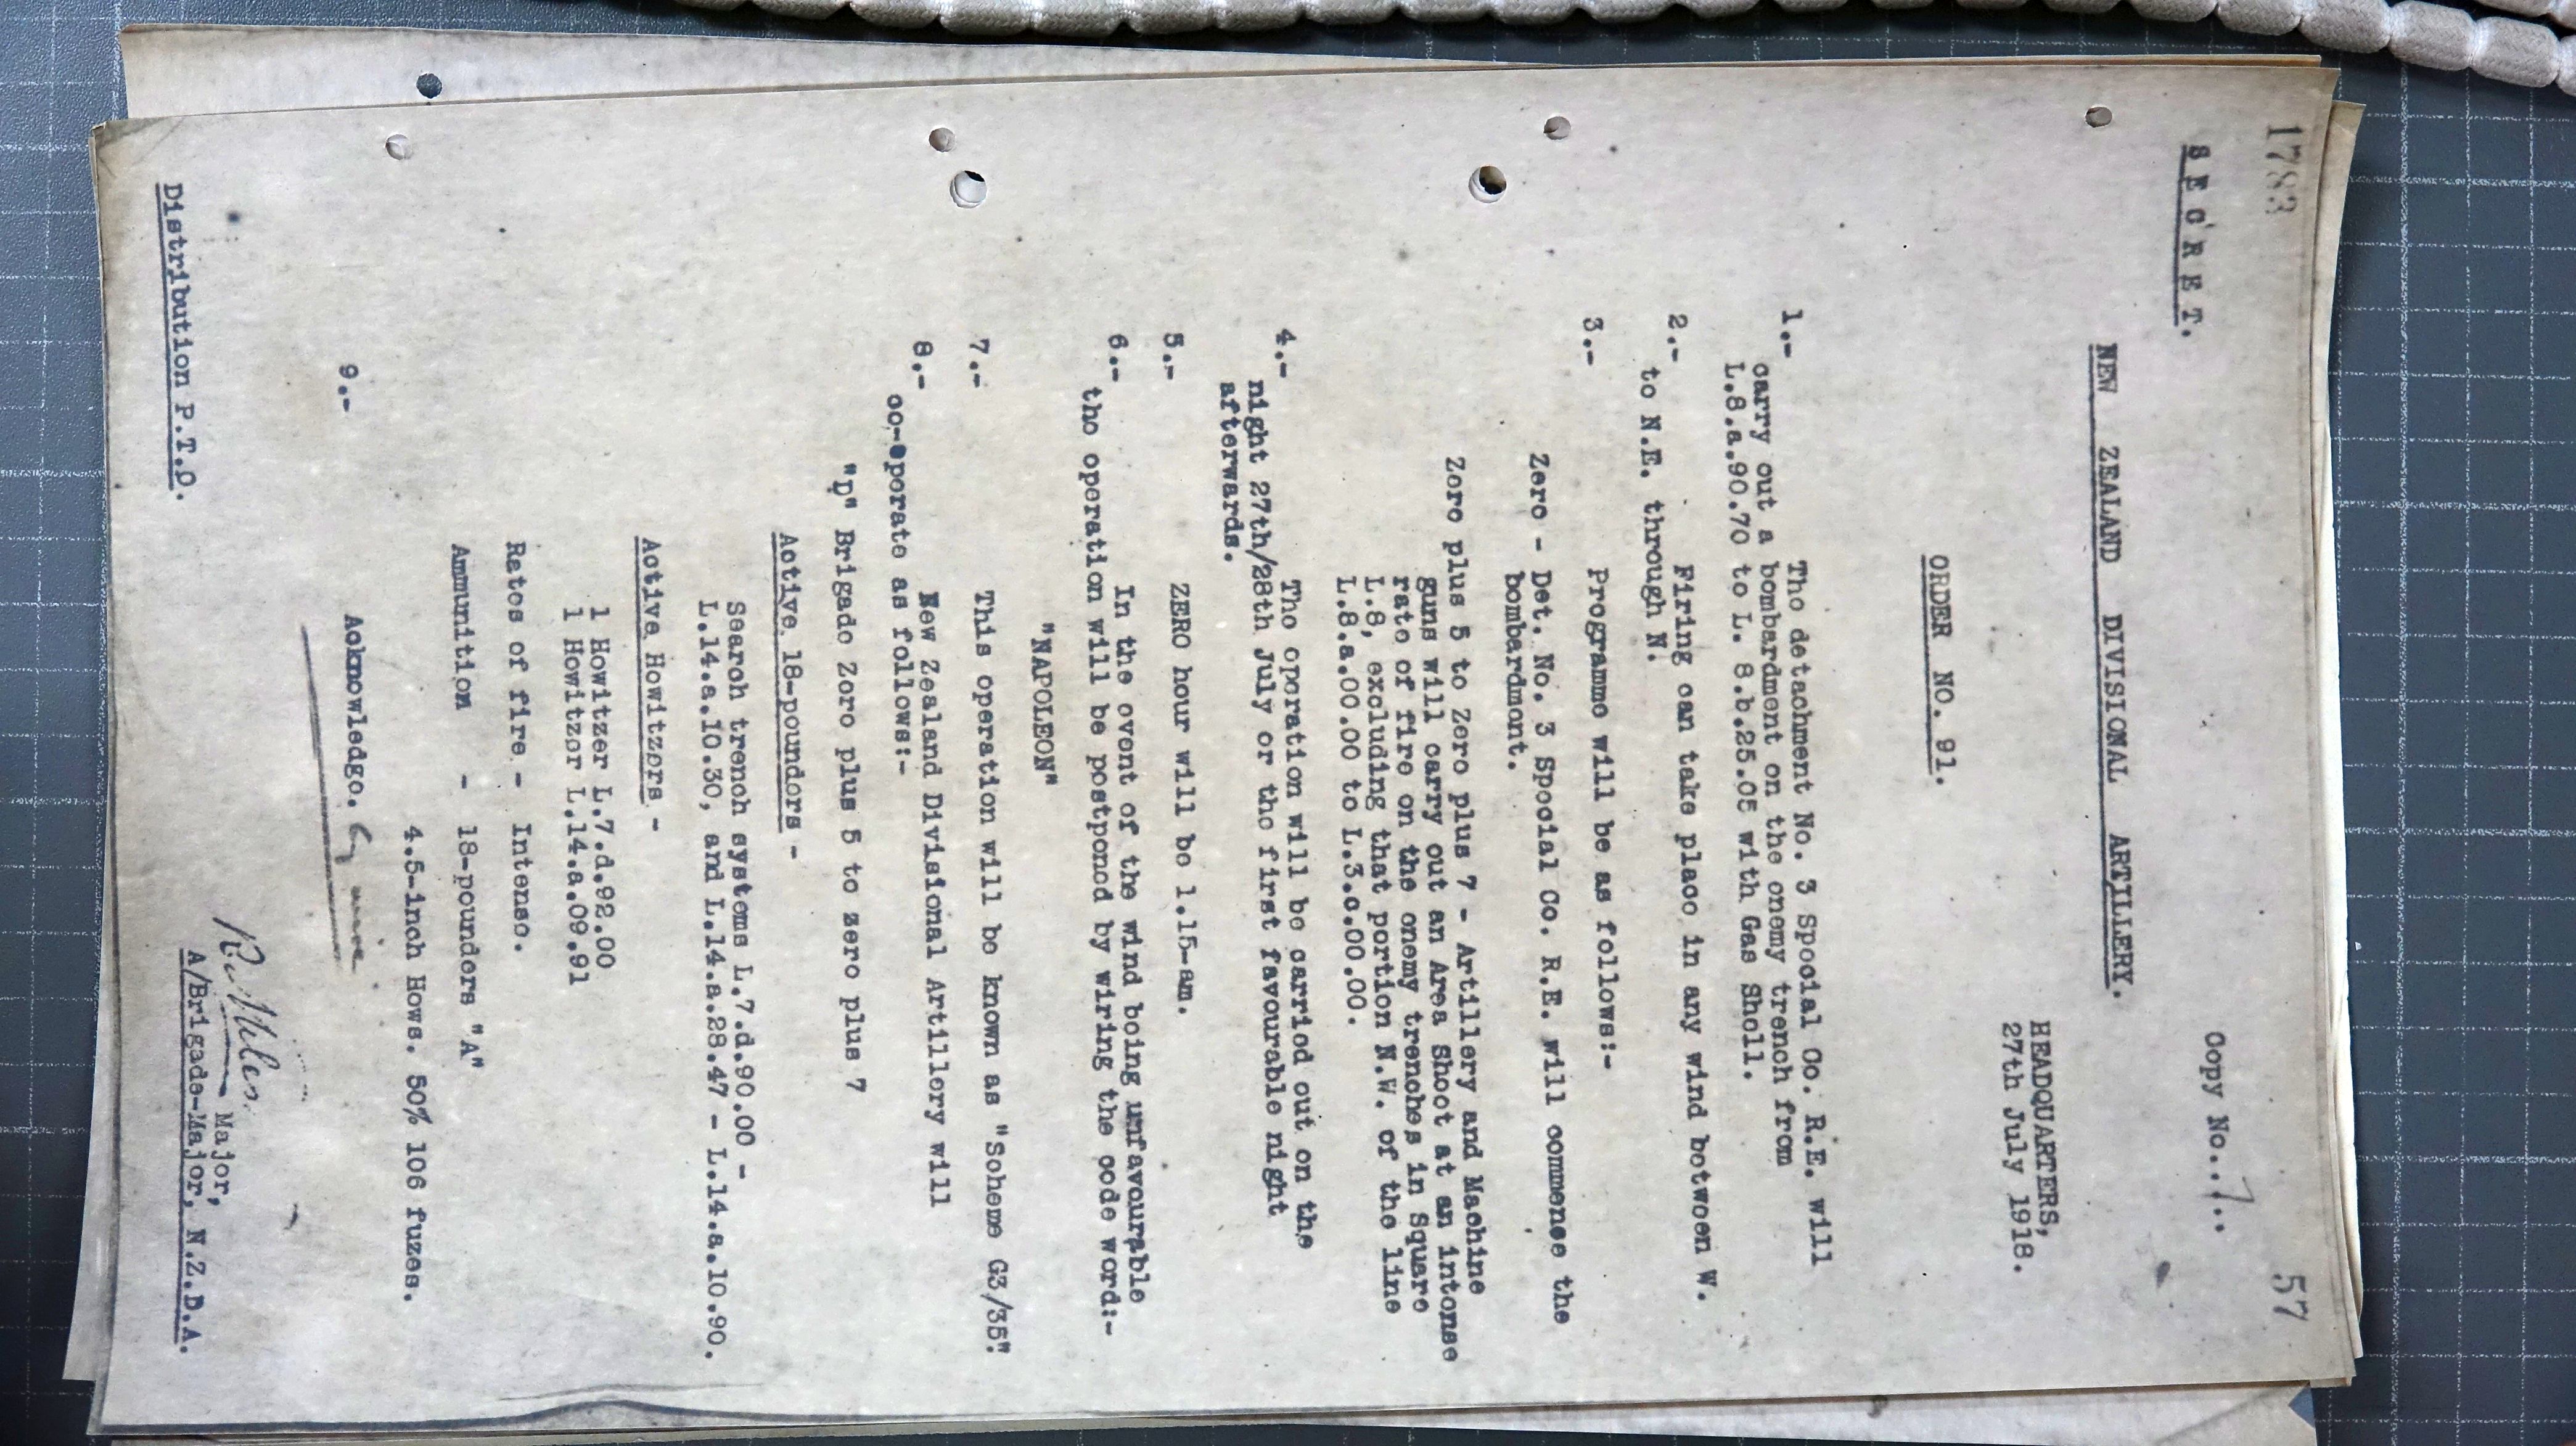 1783
57
SECRET.
Copy No..7..
NEW ZEALAND DIVISIONAL ARTILLERY.
HEADQUARTERS,
27th July 1918.
ORDER NO. 91.
1.- The detachment No. 3 Special Co. R.E. will
carry out a bombardment on the enemy trench from
L.8.a.90.70 to L. 8.b.25.05 with Gas Shell.
2.- Firing can take place in any wind between W.
to N.E. through N.
3.- Programme will be as follows:-
Zero - Det. No. 3 Special Co. R.E. will commence the
bombardment.
Zero plus 5 to Zero plus 7 - Artillery and Machine
guns will carry out an Area Shoot at an intense
rate of fire on the enemy trenches in Square
L.8, excluding that portion N.W. of the line
L.8.a.00.00 to L.3.c.00.00.
4.- The operation will be carried out on the
night 27th/28th July or the first favourable night
afterwards.
5.- ZERO hour will be 1.15-am.
6.- In the event of the wind being unfavourable
the operation will be postponed by wiring the code word:-
"NAPOLEON"
7.- This operation will be known as "Scheme G3/35".
8.- New Zealand Divisional Artillery will
co-operate as follows:-
"D" Brigade Zero plus 5 to zero plus 7
Active 18-pounders -
Search trench systems L.7.d.90.00 -
L.14.a.10.30, and L.14.a.28.47 - L.14.a.10.90.
Active Howitzers -
1 Howitzer L.7.d.92.00
1 Howitzer L.14.a.09.91
Rates of fire - Intense.
Ammunition - 18-pounders "A"
4.5-inch Hows. 50% 106 fuzes.
9.- Acknowledge.
Major,
A/Brigade-Major, N.Z.D.A.
Distribution P.T.O.